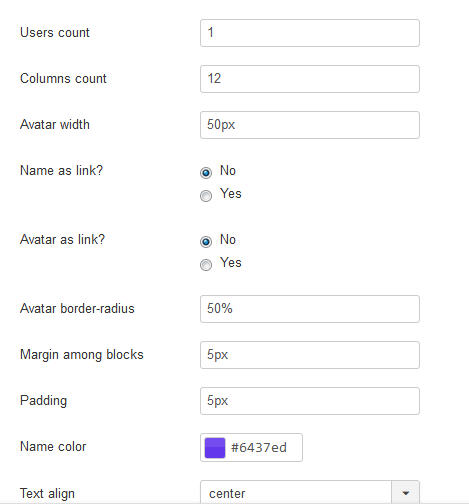 Users count 1
Columns count 12
Avatar width 50px
Name as link? No
Yes
Avatar as link? No
Yes
Avatar border-radius 50%
Margin among blocks 5px
Padding 5px
Name color #6437ed
Text align center